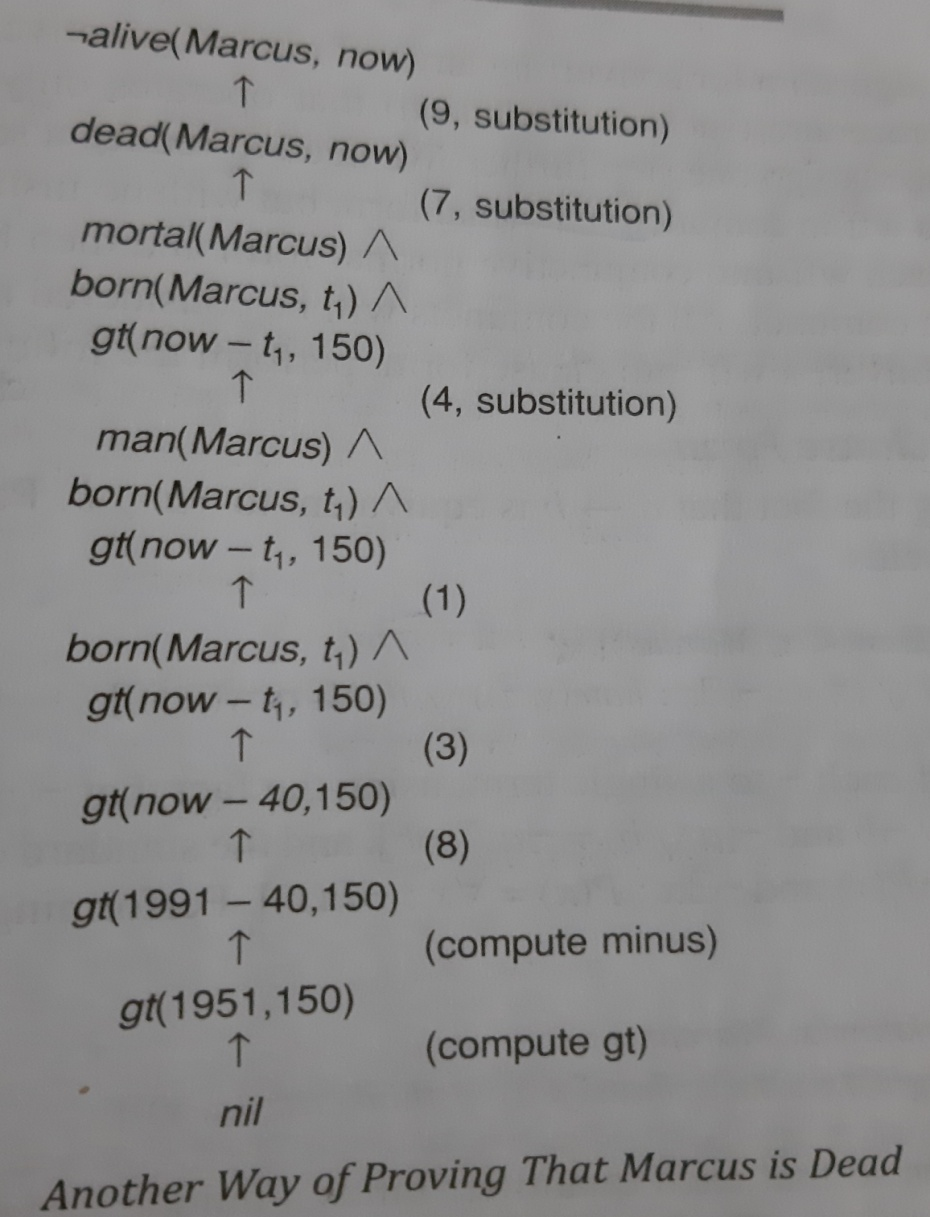 ¬alive(Marcus, now)
↑ (9, substitution)
dead(Marcus, now)
↑ (7, substitution)
mortal(Marcus) ∧
born(Marcus, t₁) ∧
gt(now – t₁, 150)
↑ (4, substitution)
man(Marcus) ∧
born(Marcus, t₁) ∧
gt(now – t₁, 150)
↑ (1)
born(Marcus, t₁) ∧
gt(now – t₁, 150)
↑ (3)
gt(now – 40,150)
↑ (8)
gt(1991 – 40,150)
↑ (compute minus)
gt(1951,150)
↑ (compute gt)
nil
Another Way of Proving That Marcus is Dead